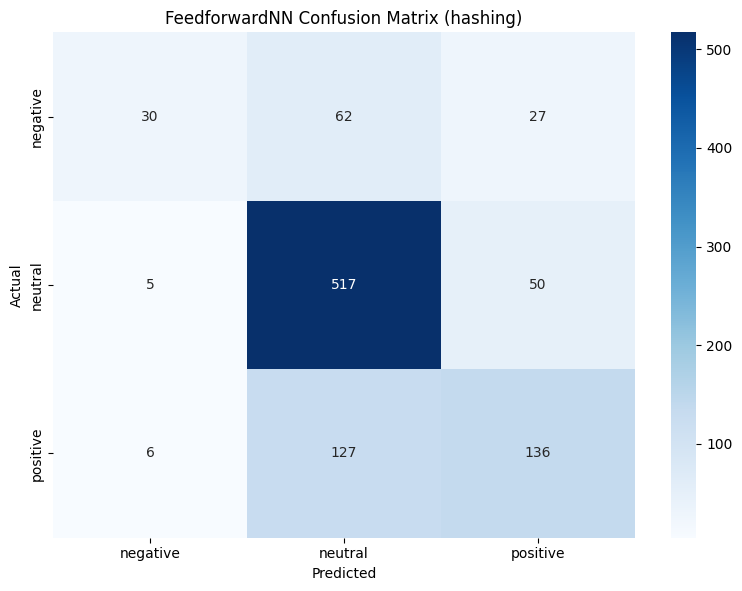 FeedforwardNN Confusion Matrix (hashing)
negative
30
62
27
Actual
neutral
5
517
50
positive
6
127
136
negative
neutral
positive
Predicted
500
400
300
200
100